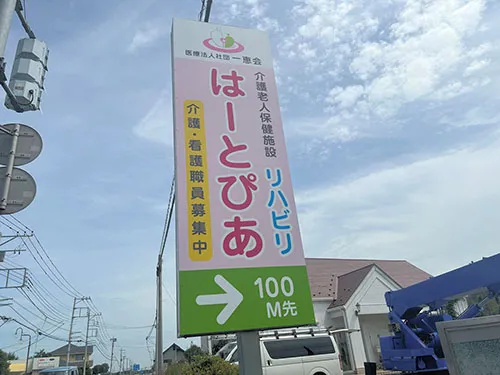 医療法人社団 一恵会
介護老人保健施設
リハビリ
はーとぴあ
介護・看護職員募集中
100
M先